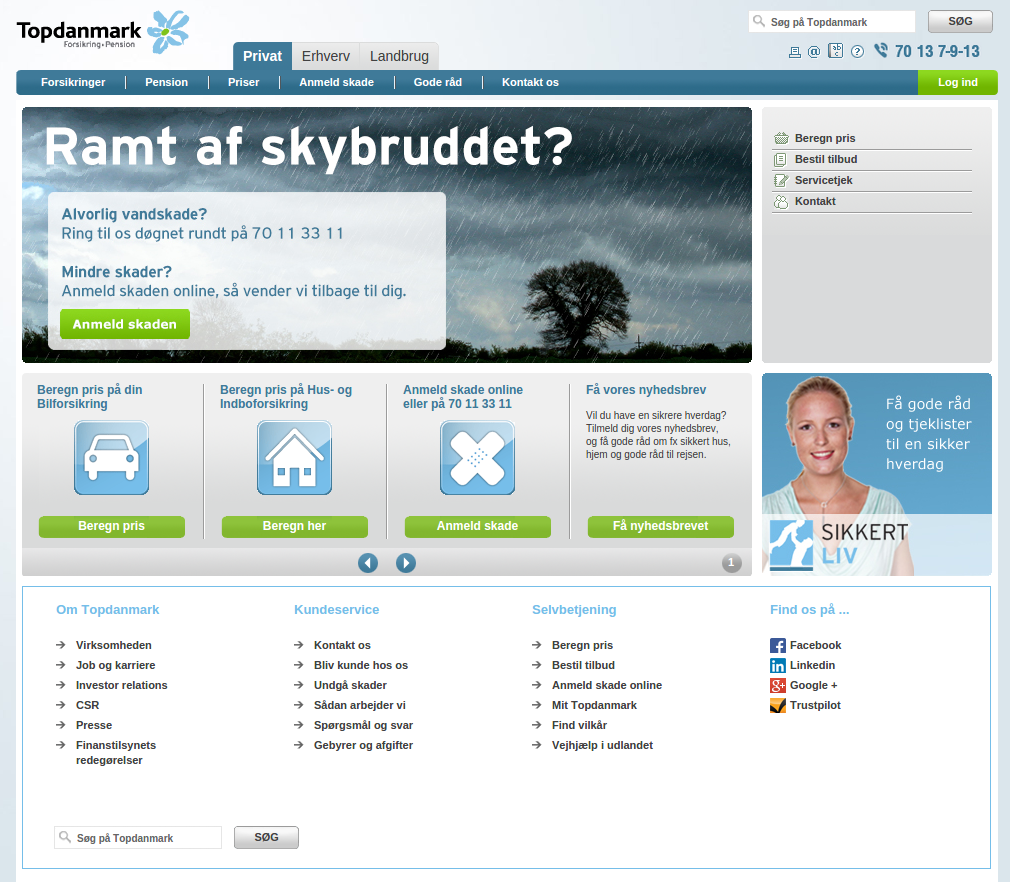 Topdanmark
Forsikring•Pension
Søg på Topdanmark
SØG
@
ab
c
?
70 13 7-9-13
Privat
Erhverv
Landbrug
Forsikringer
Pension
Priser
Anmeld skade
Gode råd
Kontakt os
Log ind
Ramt af skybruddet?
Alvorlig vandskade?
Ring til os døgnet rundt på 70 11 33 11
Mindre skader?
Anmeld skaden online, så vender vi tilbage til dig.
Anmeld skaden
Beregn pris
Bestil tilbud
Servicetjek
Kontakt
Beregn pris på din
Bilforsikring
Beregn pris
Beregn pris på Hus- og
Indboforsikring
Beregn her
Anmeld skade online
eller på 70 11 33 11
Anmeld skade
Få vores nyhedsbrev
Vil du have en sikrere hverdag?
Tilmeld dig vores nyhedsbrev,
og få gode råd om fx sikkert hus,
hjem og gode råd til rejsen.
Få nyhedsbrevet
1
Få gode råd
og tjeklister
til en sikker
hverdag
SIKKERT
LIV
Om Topdanmark
Virksomheden
Job og karriere
Investor relations
CSR
Presse
Finanstilsynets
redegørelser
Kundeservice
Kontakt os
Bliv kunde hos os
Undgå skader
Sådan arbejder vi
Spørgsmål og svar
Gebyrer og afgifter
Selvbetjening
Beregn pris
Bestil tilbud
Anmeld skade online
Mit Topdanmark
Find vilkår
Vejhjælp i udlandet
Find os på ...
f Facebook
in Linkedin
g+ Google +
Trustpilot
Søg på Topdanmark
SØG